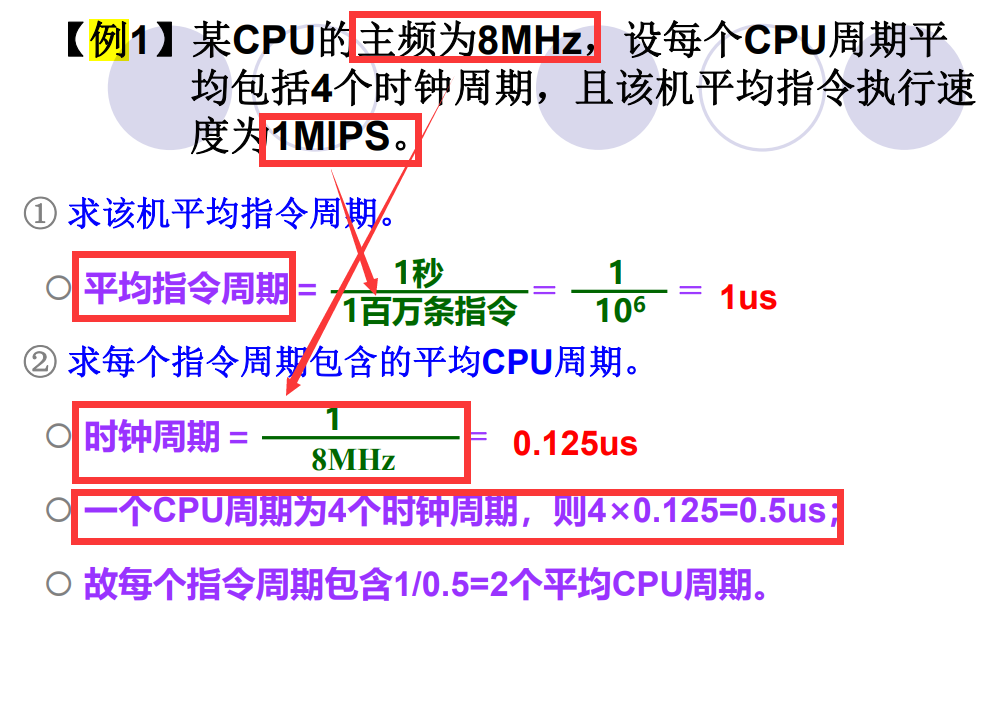 【例1】某CPU的主频为8MHz，设每个CPU周期平
均包括4个时钟周期，且该机平均指令执行速
度为1MIPS。
① 求该机平均指令周期。
平均指令周期 = 1秒 / 1百万条指令 = 1 / 10⁶ = 1us
② 求每个指令周期包含的平均CPU周期。
时钟周期 = 1 / 8MHz = 0.125us
一个CPU周期为4个时钟周期，则4×0.125=0.5us；
故每个指令周期包含1/0.5=2个平均CPU周期。